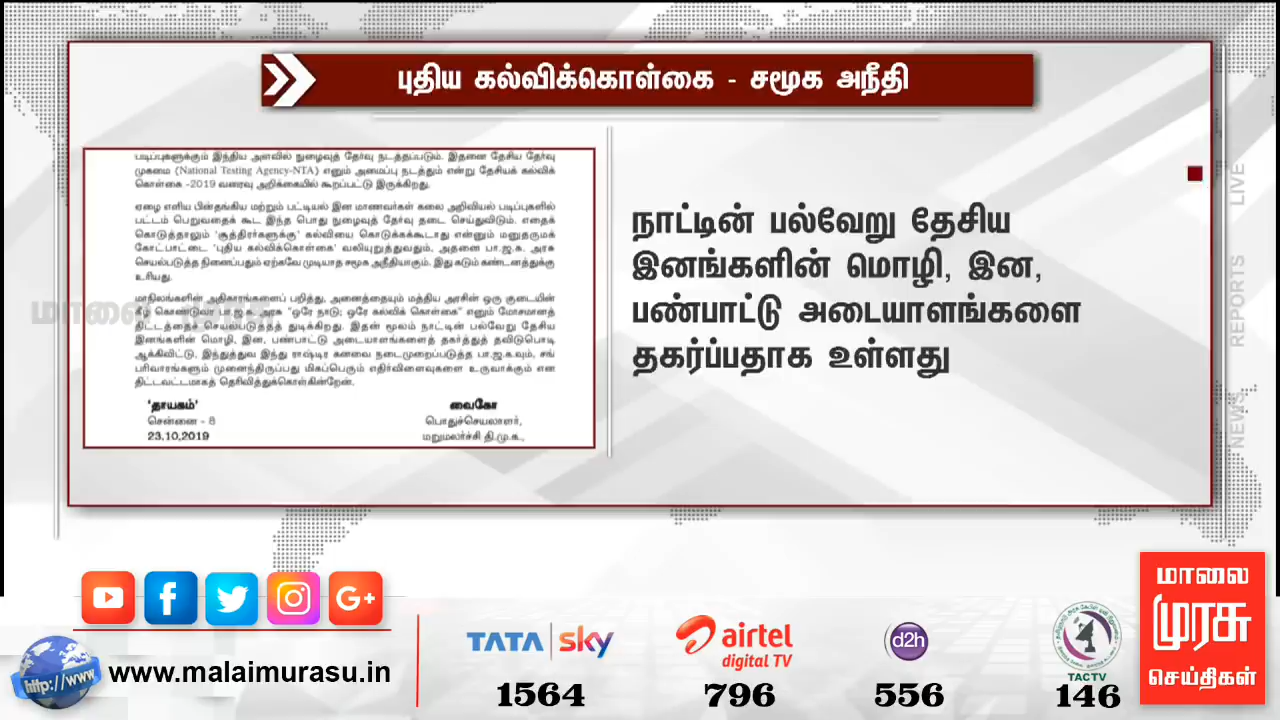 புதிய கல்விக்கொள்கை - சமூக அநீதி
படிப்புகளுக்கும் இந்திய அளவில் நுழைவுத் தேர்வு நடத்தப்படும். இதனை தேசிய தேர்வு
முகமை (National Testing Agency-NTA) எனும் அமைப்பு நடத்தும் என்று தேசியக் கல்விக்
கொள்கை -2019 வரைவு அறிக்கையில் கூறப்பட்டு இருக்கிறது.
ஏழை எளிய பின்தங்கிய மற்றும் பட்டியல் இன மாணவர்கள் கலை அறிவியல் படிப்புகளில்
பட்டம் பெறுவதைக் கூட இந்த பொது நுழைவுத் தேர்வு தடை செய்துவிடும். எதைக்
கொடுத்தாலும் 'சூத்திரர்களுக்கு' கல்வியை கொடுக்கக்கூடாது என்னும் மனுதருமக்
கோட்பாட்டை 'புதிய கல்விக்கொள்கை' வலியுறுத்துவதும், அதனை பா.ஜ.க. அரசு
செயல்படுத்த நினைப்பதும் ஏற்கவே முடியாத சமூக அநீதியாகும். இது கடும் கண்டனத்துக்கு
உரியது.
மாநிலங்களின் அதிகாரங்களைப் பறித்து, அனைத்தையும் மத்திய அரசின் ஒரு குடையின்
கீழ் கொண்டுவர பா.ஜ.க. அரசு "ஒரே நாடு; ஒரே கல்விக் கொள்கை" எனும் மோசமானத்
திட்டத்தைச் செயல்படுத்தத் துடிக்கிறது. இதன் மூலம் நாட்டின் பல்வேறு தேசிய
இனங்களின் மொழி, இன, பண்பாட்டு அடையாளங்களைத் தகர்த்துத் தவிடுபொடி
ஆக்கிவிட்டு, இந்துத்துவ இந்து ராஷ்டிர கனவை நடைமுறைப்படுத்த பா.ஜ.க.வும், சங்
பரிவாரங்களும் முனைந்திருப்பது மிகப்பெரும் எதிர்விளைவுகளை உருவாக்கும் என
திட்டவட்டமாகத் தெரிவித்துக்கொள்கின்றேன்.
'தாயகம்'
சென்னை - 8
23.10.2019
வைகோ
பொதுச்செயலாளர்,
மறுமலர்ச்சி தி.மு.க.,
நாட்டின் பல்வேறு தேசிய
இனங்களின் மொழி, இன,
பண்பாட்டு அடையாளங்களை
தகர்ப்பதாக உள்ளது
மாலை
NEWS REPORTS LIVE
http://www
www.malaimurasu.in
G+
TATA sky
1564
airtel
digital TV
796
d2h
556
TACTV
146
மாலை
முரசு
செய்திகள்